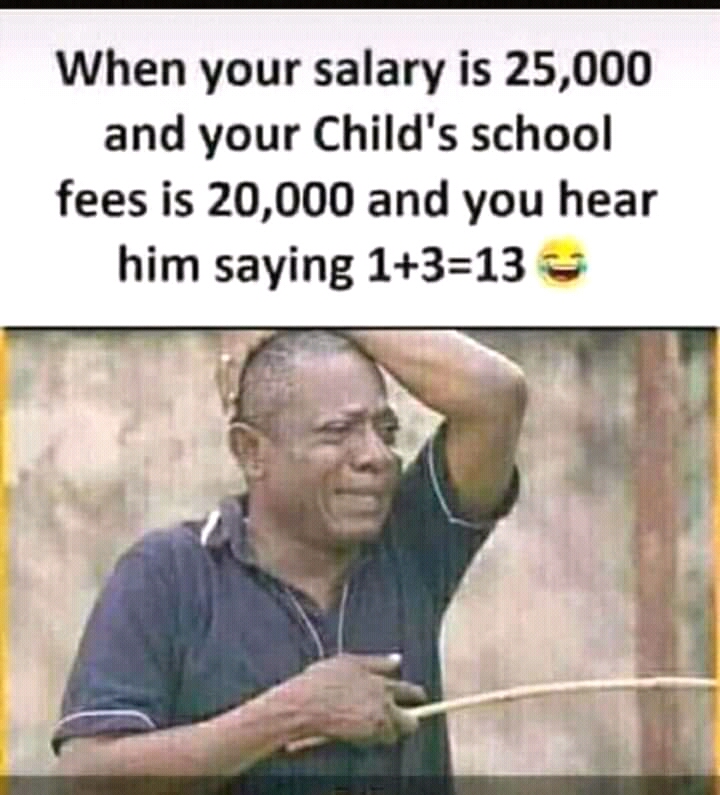 When your salary is 25,000
and your Child's school
fees is 20,000 and you hear
him saying 1+3=13 😂